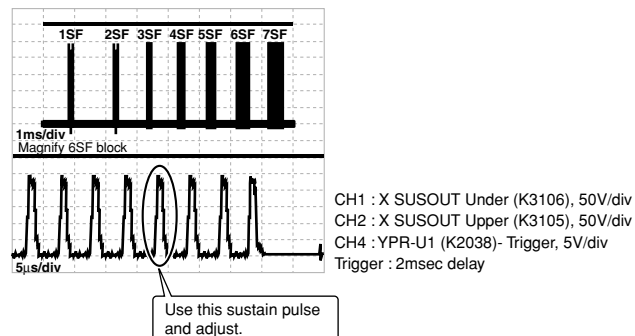 1SF 2SF 3SF 4SF 5SF 6SF 7SF
1ms/div
Magnify 6SF block
5μs/div
CH1 : X SUSOUT Under (K3106), 50V/div
CH2 : X SUSOUT Upper (K3105), 50V/div
CH4 : YPR-U1 (K2038)- Trigger, 5V/div
Trigger : 2msec delay
Use this sustain pulse
and adjust.